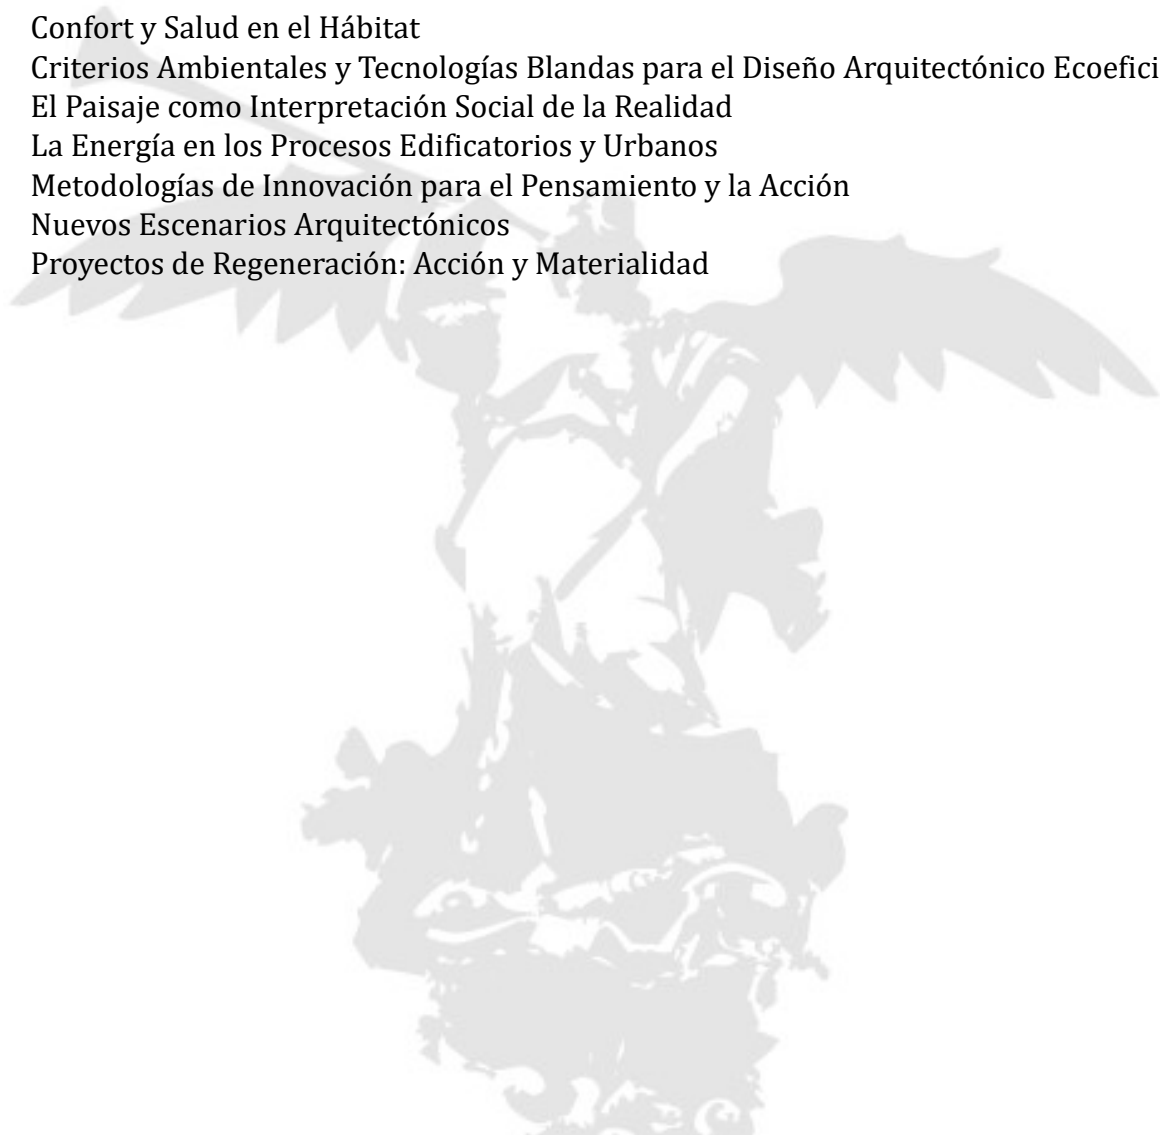 Confort y Salud en el Hábitat
Criterios Ambientales y Tecnologías Blandas para el Diseño Arquitectónico Ecoefici
El Paisaje como Interpretación Social de la Realidad
La Energía en los Procesos Edificatorios y Urbanos
Metodologías de Innovación para el Pensamiento y la Acción
Nuevos Escenarios Arquitectónicos
Proyectos de Regeneración: Acción y Materialidad